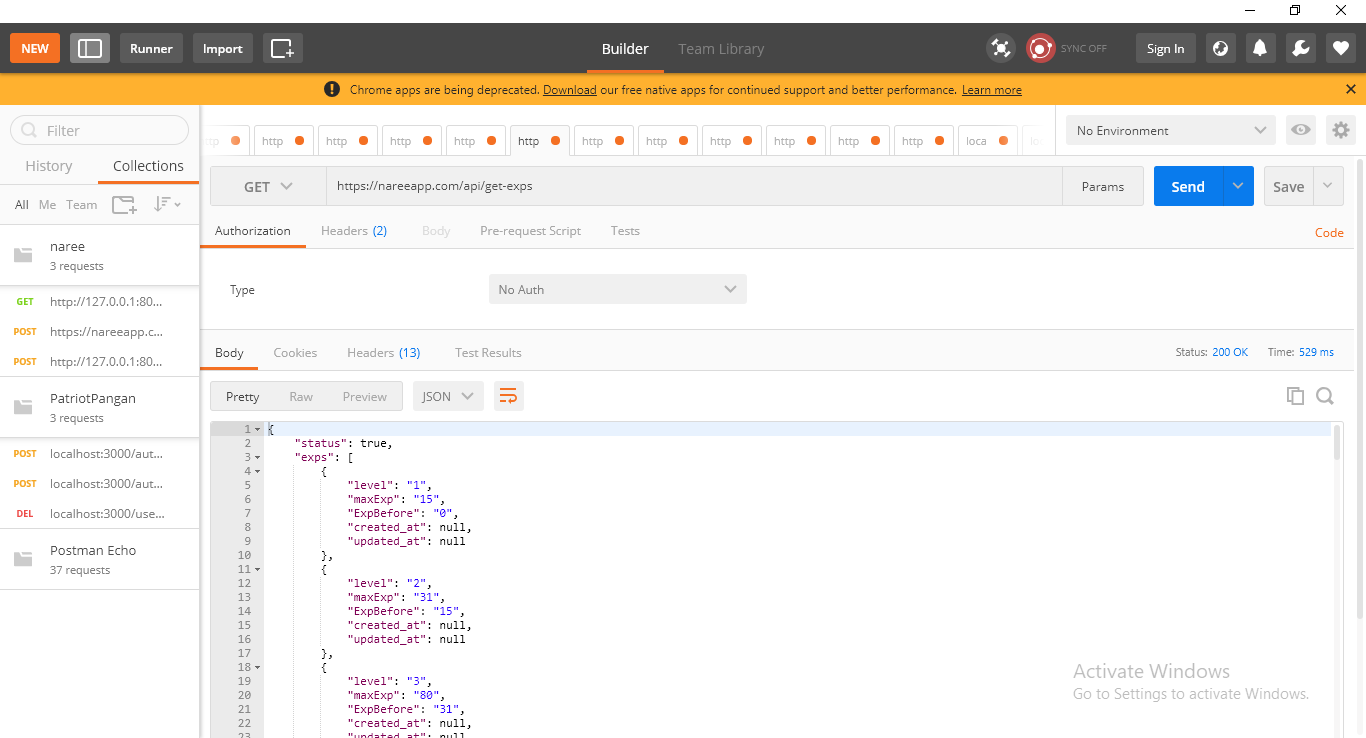 NEW Runner Import Builder Team Library SYNC OFF Sign In
Chrome apps are being deprecated. Download our free native apps for continued support and better performance. Learn more
Filter
History Collections
All Me Team
naree
3 requests
GET http://127.0.0.1:80...
POST https://nareeapp.c...
POST http://127.0.0.1:80...
PatriotPangan
3 requests
POST localhost:3000/aut...
POST localhost:3000/aut...
DEL localhost:3000/use...
Postman Echo
37 requests
http http http http http http http http http http http loca
No Environment
GET https://nareeapp.com/api/get-exps Params Send Save
Authorization Headers (2) Body Pre-request Script Tests Code
Type No Auth
Body Cookies Headers (13) Test Results Status: 200 OK Time: 529 ms
Pretty Raw Preview JSON
1 {
2 "status": true,
3 "exps": [
4 {
5 "level": "1",
6 "maxExp": "15",
7 "ExpBefore": "0",
8 "created_at": null,
9 "updated_at": null
10 },
11 {
12 "level": "2",
13 "maxExp": "31",
14 "ExpBefore": "15",
15 "created_at": null,
16 "updated_at": null
17 },
18 {
19 "level": "3",
20 "maxExp": "80",
21 "ExpBefore": "31",
22 "created_at": null,
23 "updated_at": null
Activate Windows
Go to Settings to activate Windows.